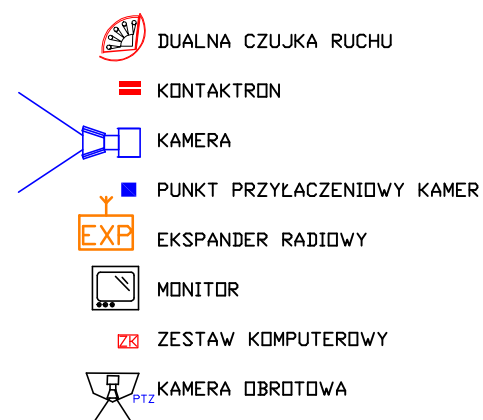 DUALNA CZUJKA RUCHU
KONTAKTRON
KAMERA
PUNKT PRZYŁACZENIOWY KAMER
EXP EKSPANDER RADIOWY
MONITOR
ZK ZESTAW KOMPUTEROWY
PTZ KAMERA OBROTOWA